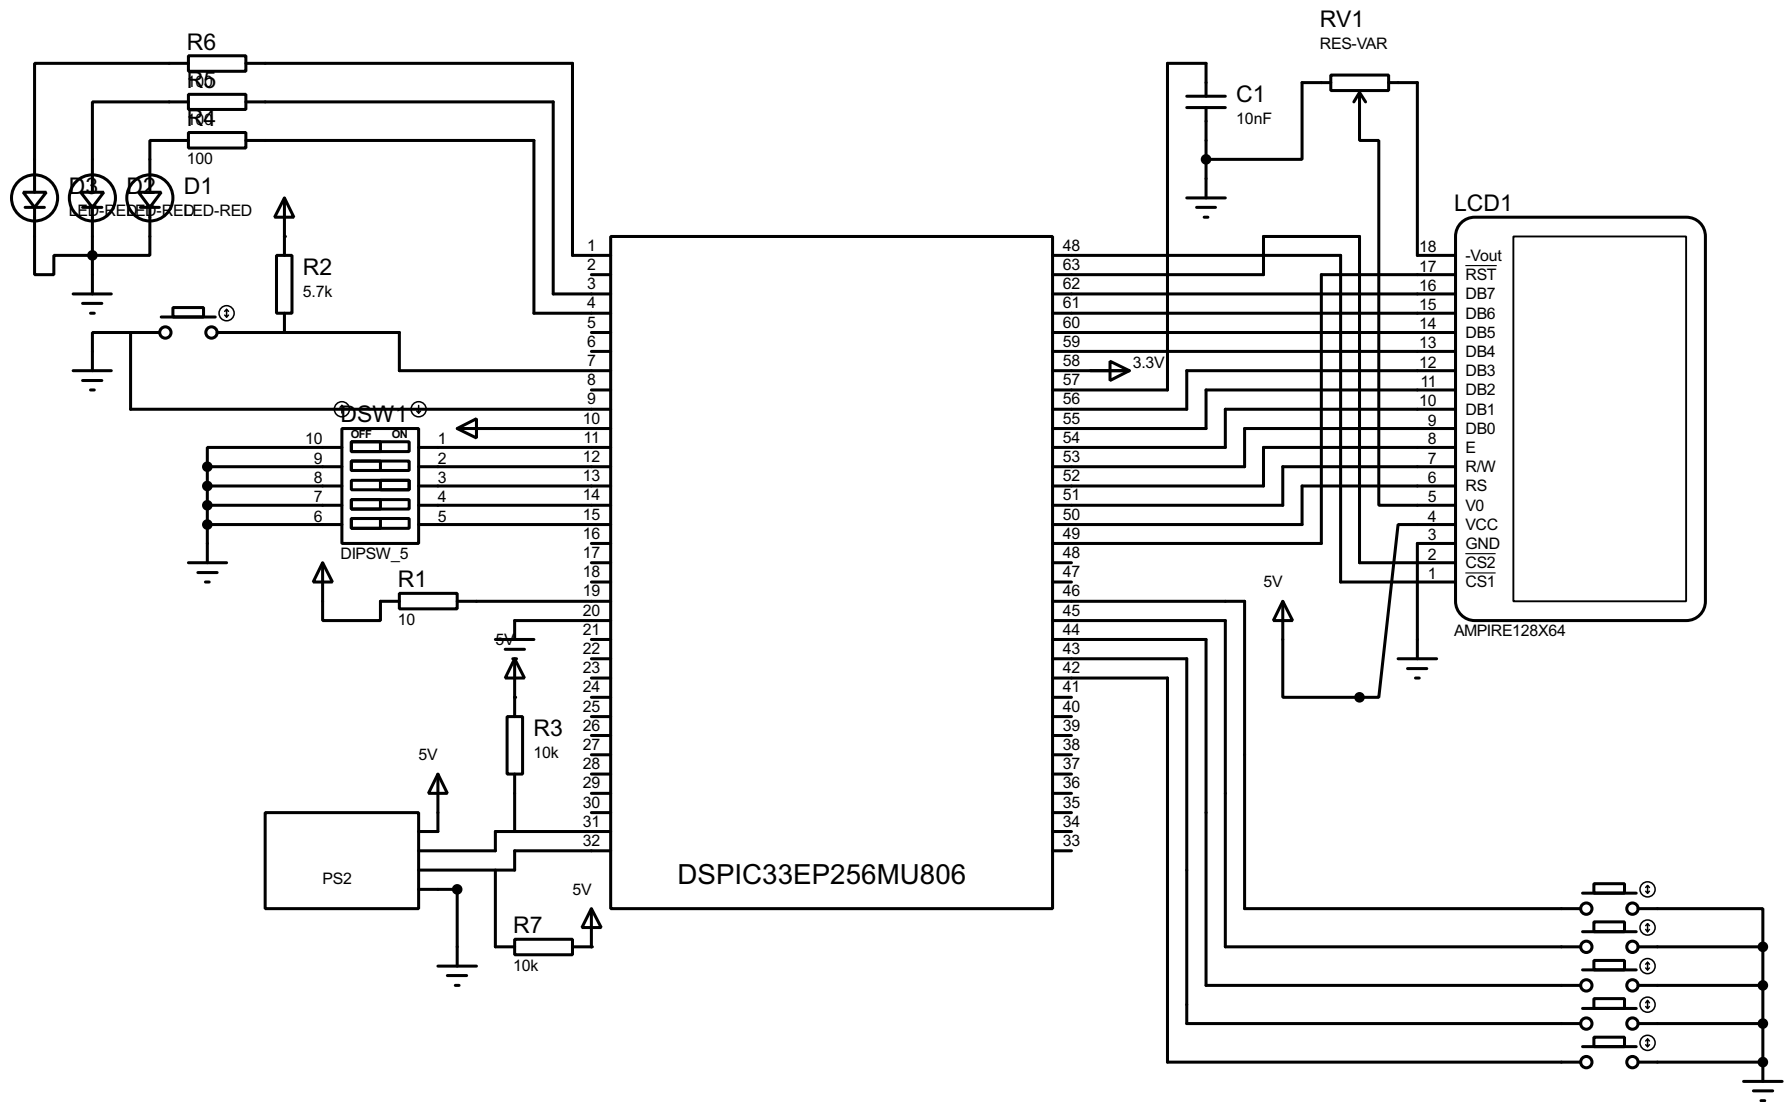 RV1
RES-VAR
R6
100
R5
100
R4
100
C1
10nF
D3
LED-RED
D2
LED-RED
D1
LED-RED
R2
5.7k
LCD1
1
2
3
4
5
6
7
8
9
10
11
12
13
14
15
16
17
18
19
20
21
22
23
24
25
26
27
28
29
30
31
32
48
63
62
61
60
59
58
57
56
55
54
53
52
51
50
49
48
47
46
45
44
43
42
41
40
39
38
37
36
35
34
33
3.3V
18 -Vout
17 RST
16 DB7
15 DB6
14 DB5
13 DB4
12 DB3
11 DB2
10 DB1
9 DB0
8 E
7 R/W
6 RS
5 V0
4 VCC
3 GND
2 CS2
1 CS1
AMPIRE128X64
5V
DSW1
OFF ON
10 1
9 2
8 3
7 4
6 5
DIPSW_5
R1
10
5V
R3
10k
5V
PS2
5V
R7
10k
DSPIC33EP256MU806